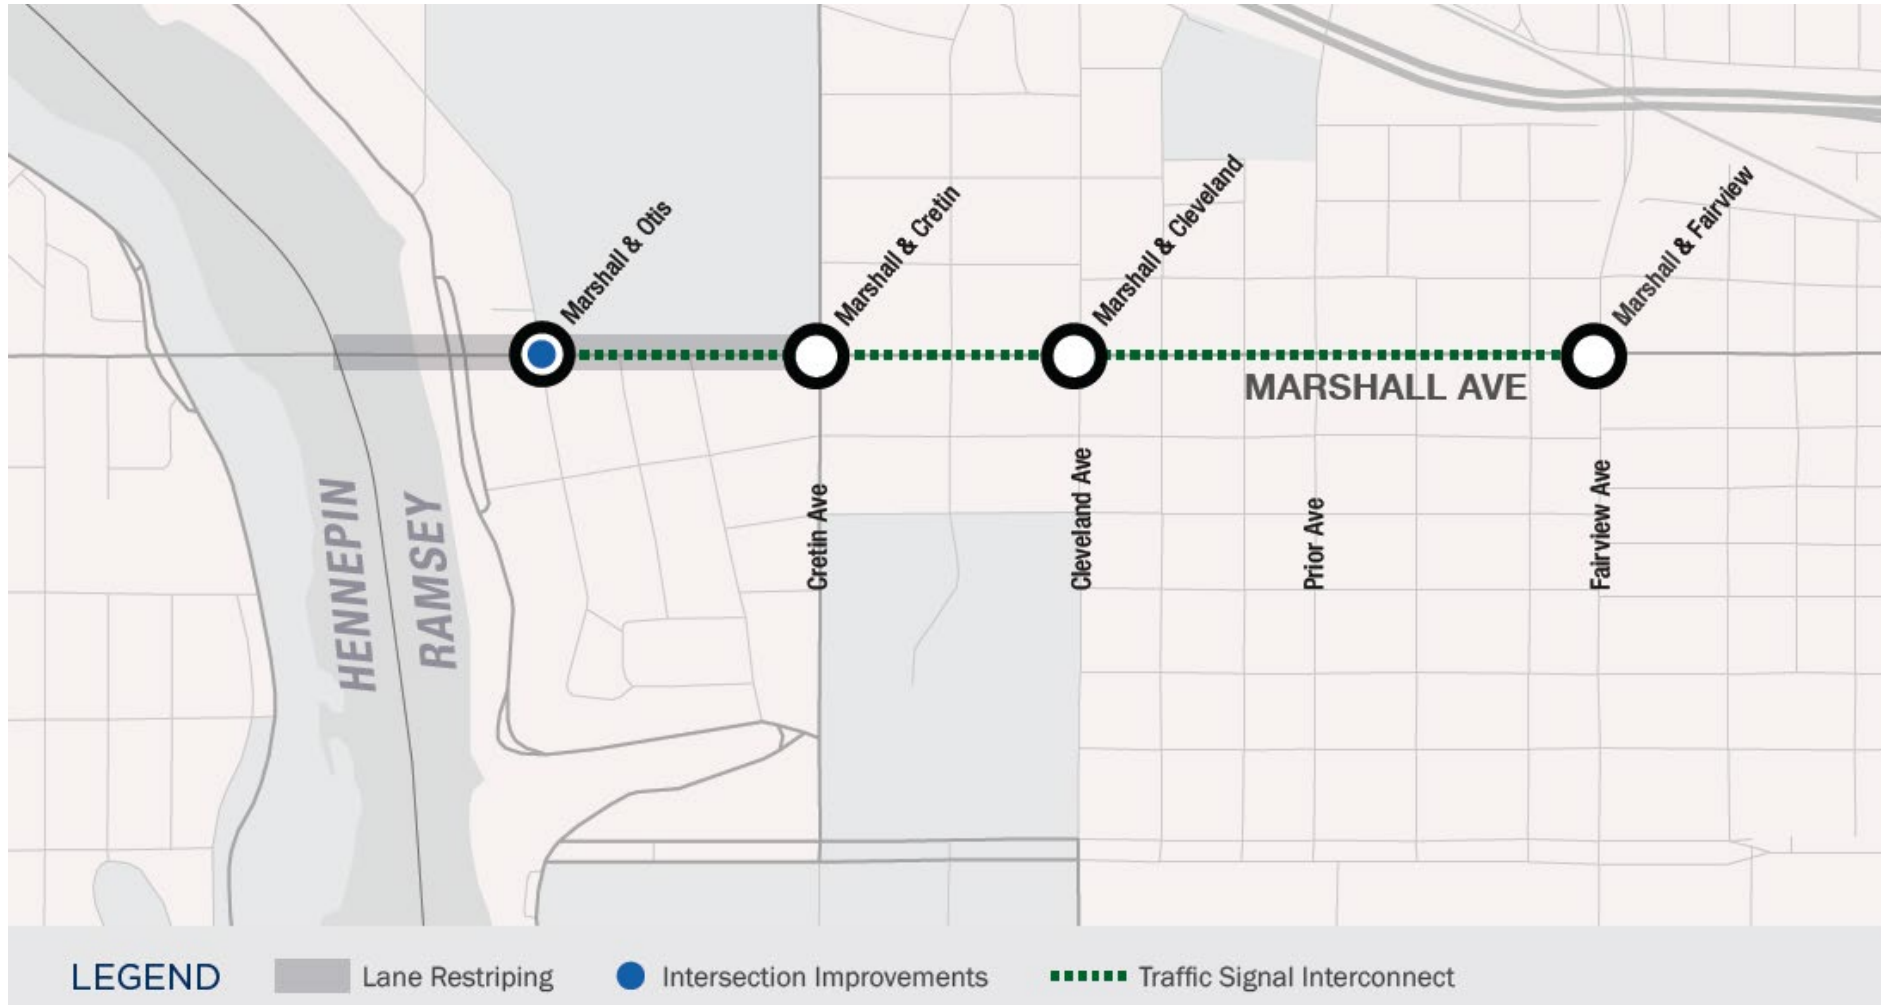 Marshall & Otis
Marshall & Cretin
Marshall & Cleveland
Marshall & Fairview
MARSHALL AVE
HENNEPIN
RAMSEY
Cretin Ave
Cleveland Ave
Prior Ave
Fairview Ave
LEGEND
Lane Restriping
Intersection Improvements
Traffic Signal Interconnect